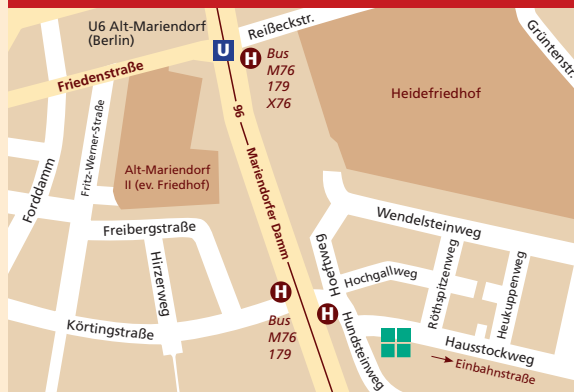 U6 Alt-Mariendorf
(Berlin)
Reißeckstr.
Grüntenstr.
U
H
Bus
M76
179
X76
Friedenstraße
Heidefriedhof
Fritz-Werner-Straße
96
Mariendorfer Damm
Alt-Mariendorf
II (ev. Friedhof)
Forddamm
Freibergstraße
Hirzerweg
Wendelsteinweg
Hoeftweg
Hochgallweg
Röthspitzenweg
Heukuppenweg
H
H
Bus
M76
179
Körtingstraße
Hundsteinweg
Hausstockweg
Einbahnstraße